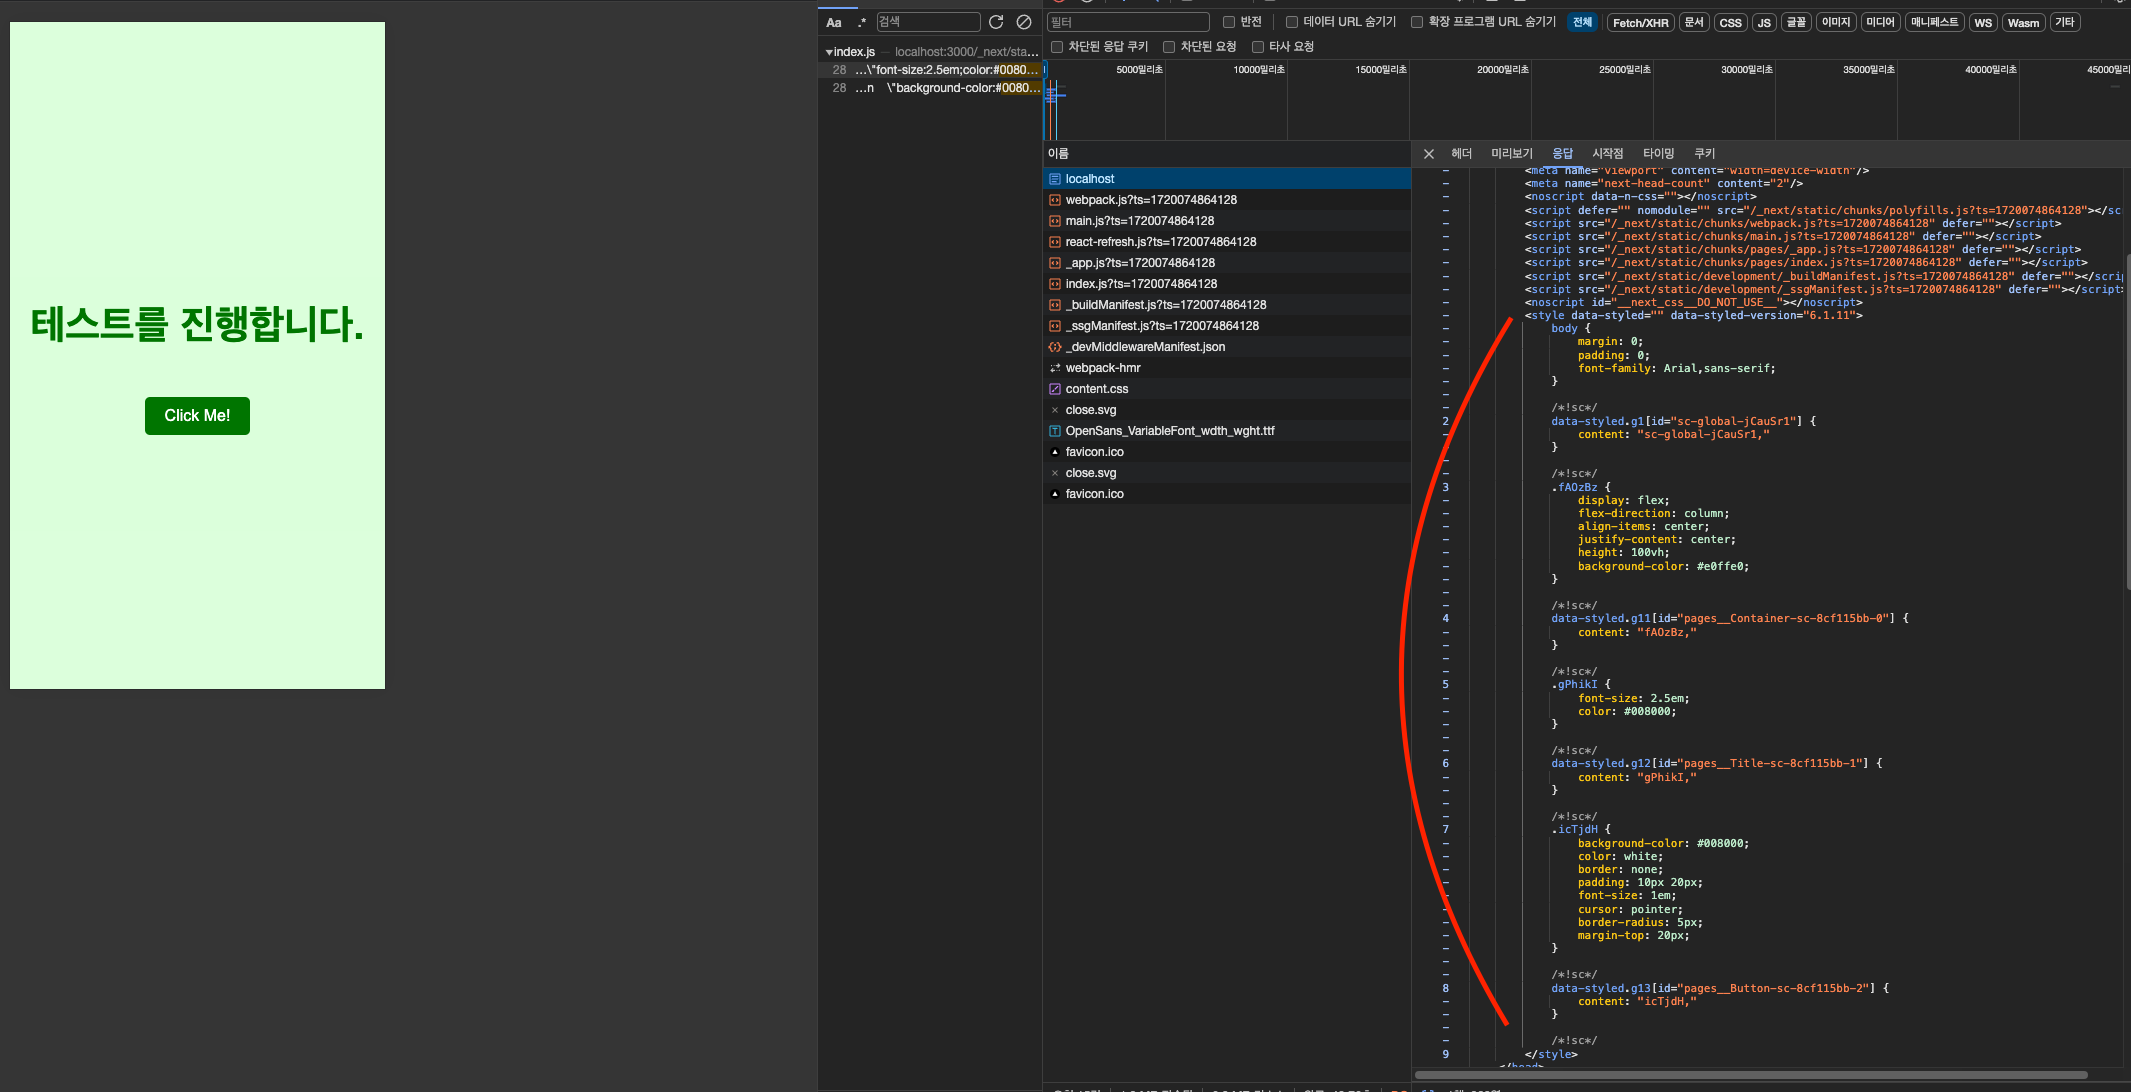 테스트를 진행합니다.
Click Me!
Aa .* 검색
▾index.js — localhost:3000/_next/sta…
28 …\"font-size:2.5em;color:#0080…
28 …n \"background-color:#0080…
필터 반전 데이터 URL 숨기기 확장 프로그램 URL 숨기기 전체 Fetch/XHR 문서 CSS JS 글꼴 이미지 미디어 매니페스트 WS Wasm 기타
차단된 응답 쿠키 차단된 요청 타사 요청
5000밀리초 10000밀리초 15000밀리초 20000밀리초 25000밀리초 30000밀리초 35000밀리초 40000밀리초 45000밀리
이름
localhost
webpack.js?ts=1720074864128
main.js?ts=1720074864128
react-refresh.js?ts=1720074864128
_app.js?ts=1720074864128
index.js?ts=1720074864128
_buildManifest.js?ts=1720074864128
_ssgManifest.js?ts=1720074864128
_devMiddlewareManifest.json
webpack-hmr
content.css
close.svg
OpenSans_VariableFont_wdth_wght.ttf
favicon.ico
close.svg
favicon.ico
헤더 미리보기 응답 시작점 타이밍 쿠키
- <meta name="viewport" content="width=device-width"/>
- <meta name="next-head-count" content="2"/>
- <noscript data-n-css=""></noscript>
- <script defer="" nomodule="" src="/_next/static/chunks/polyfills.js?ts=1720074864128"></sc
- <script src="/_next/static/chunks/webpack.js?ts=1720074864128" defer=""></script>
- <script src="/_next/static/chunks/main.js?ts=1720074864128" defer=""></script>
- <script src="/_next/static/chunks/pages/_app.js?ts=1720074864128" defer=""></script>
- <script src="/_next/static/chunks/pages/index.js?ts=1720074864128" defer=""></script>
- <script src="/_next/static/development/_buildManifest.js?ts=1720074864128" defer=""></scrip
- <script src="/_next/static/development/_ssgManifest.js?ts=1720074864128" defer=""></script>
- <noscript id="__next_css__DO_NOT_USE__"></noscript>
- <style data-styled="" data-styled-version="6.1.11">
- body {
- margin: 0;
- padding: 0;
- font-family: Arial,sans-serif;
- }
-
- /*!sc*/
2 data-styled.g1[id="sc-global-jCauSr1"] {
- content: "sc-global-jCauSr1,"
- }
-
- /*!sc*/
3 .fAOzBz {
- display: flex;
- flex-direction: column;
- align-items: center;
- justify-content: center;
- height: 100vh;
- background-color: #e0ffe0;
- }
-
- /*!sc*/
4 data-styled.g11[id="pages__Container-sc-8cf115bb-0"] {
- content: "fAOzBz,"
- }
-
- /*!sc*/
5 .gPhikI {
- font-size: 2.5em;
- color: #008000;
- }
-
- /*!sc*/
6 data-styled.g12[id="pages__Title-sc-8cf115bb-1"] {
- content: "gPhikI,"
- }
-
- /*!sc*/
7 .icTjdH {
- background-color: #008000;
- color: white;
- border: none;
- padding: 10px 20px;
- font-size: 1em;
- cursor: pointer;
- border-radius: 5px;
- margin-top: 20px;
- }
-
- /*!sc*/
8 data-styled.g13[id="pages__Button-sc-8cf115bb-2"] {
- content: "icTjdH,"
- }
-
- /*!sc*/
9 </style>